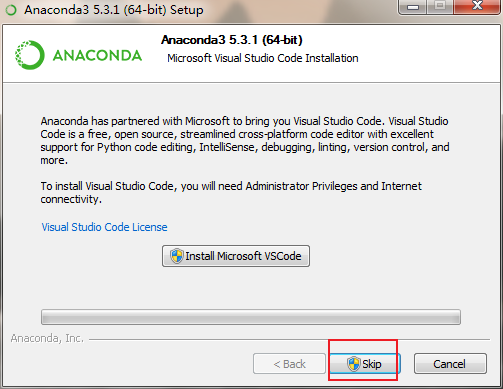 Anaconda3 5.3.1 (64-bit) Setup
ANACONDA
Anaconda3 5.3.1 (64-bit)
Microsoft Visual Studio Code Installation
Anaconda has partnered with Microsoft to bring you Visual Studio Code. Visual Studio
Code is a free, open source, streamlined cross-platform code editor with excellent
support for Python code editing, IntelliSense, debugging, linting, version control, and
more.
To install Visual Studio Code, you will need Administrator Privileges and Internet
connectivity.
Visual Studio Code License
Install Microsoft VSCode
Anaconda, Inc.
< Back
Skip
Cancel